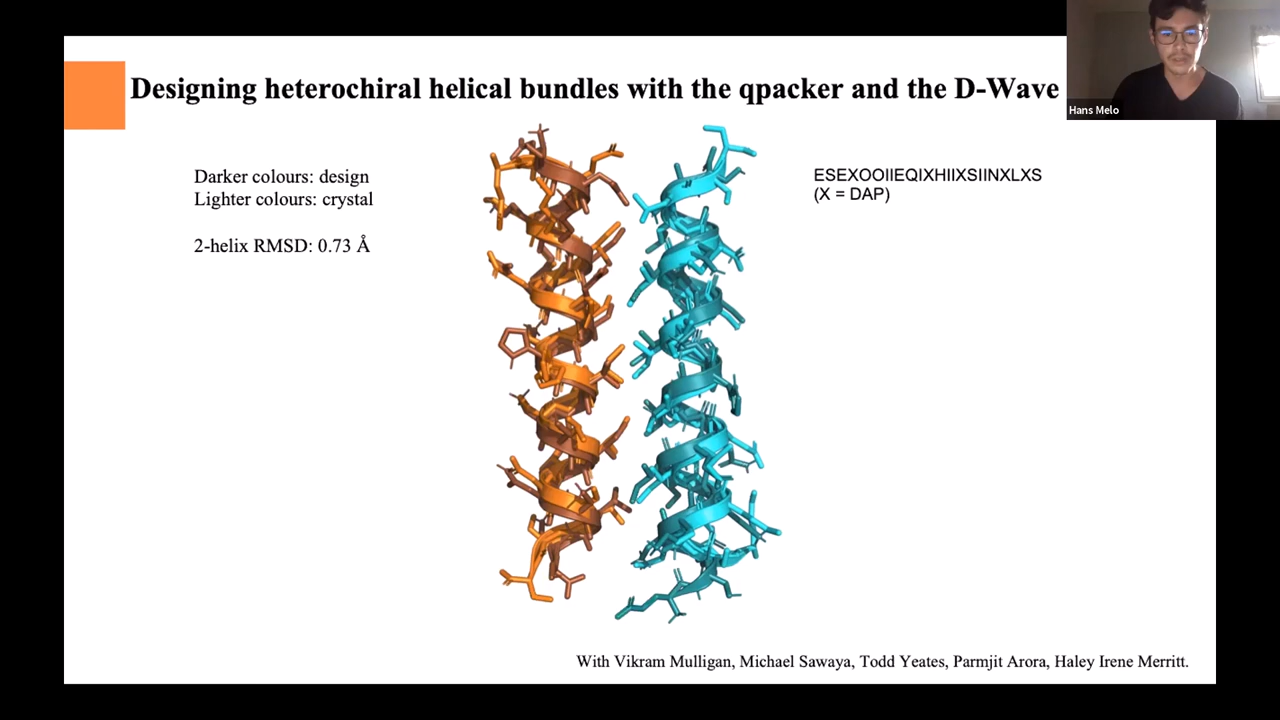 Designing heterochiral helical bundles with the qpacker and the D-Wave
Hans Melo
Darker colours: design
Lighter colours: crystal
2-helix RMSD: 0.73 Å
ESEXOOIIEQIXHIIXSIINXLXS
(X = DAP)
With Vikram Mulligan, Michael Sawaya, Todd Yeates, Parmjit Arora, Haley Irene Merritt.